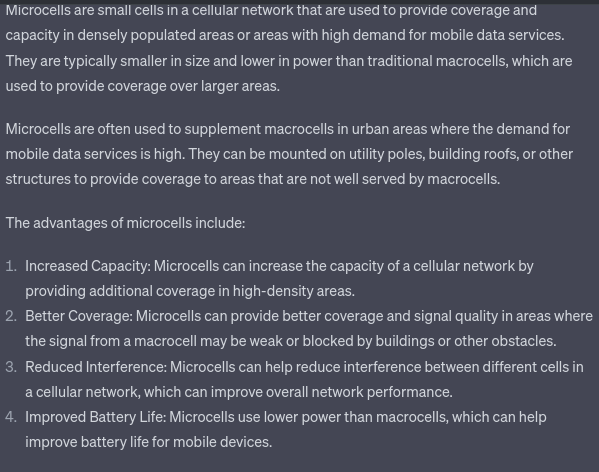 Microcells are small cells in a cellular network that are used to provide coverage and
capacity in densely populated areas or areas with high demand for mobile data services.
They are typically smaller in size and lower in power than traditional macrocells, which are
used to provide coverage over larger areas.
Microcells are often used to supplement macrocells in urban areas where the demand for
mobile data services is high. They can be mounted on utility poles, building roofs, or other
structures to provide coverage to areas that are not well served by macrocells.
The advantages of microcells include:
1. Increased Capacity: Microcells can increase the capacity of a cellular network by
providing additional coverage in high-density areas.
2. Better Coverage: Microcells can provide better coverage and signal quality in areas where
the signal from a macrocell may be weak or blocked by buildings or other obstacles.
3. Reduced Interference: Microcells can help reduce interference between different cells in
a cellular network, which can improve overall network performance.
4. Improved Battery Life: Microcells use lower power than macrocells, which can help
improve battery life for mobile devices.